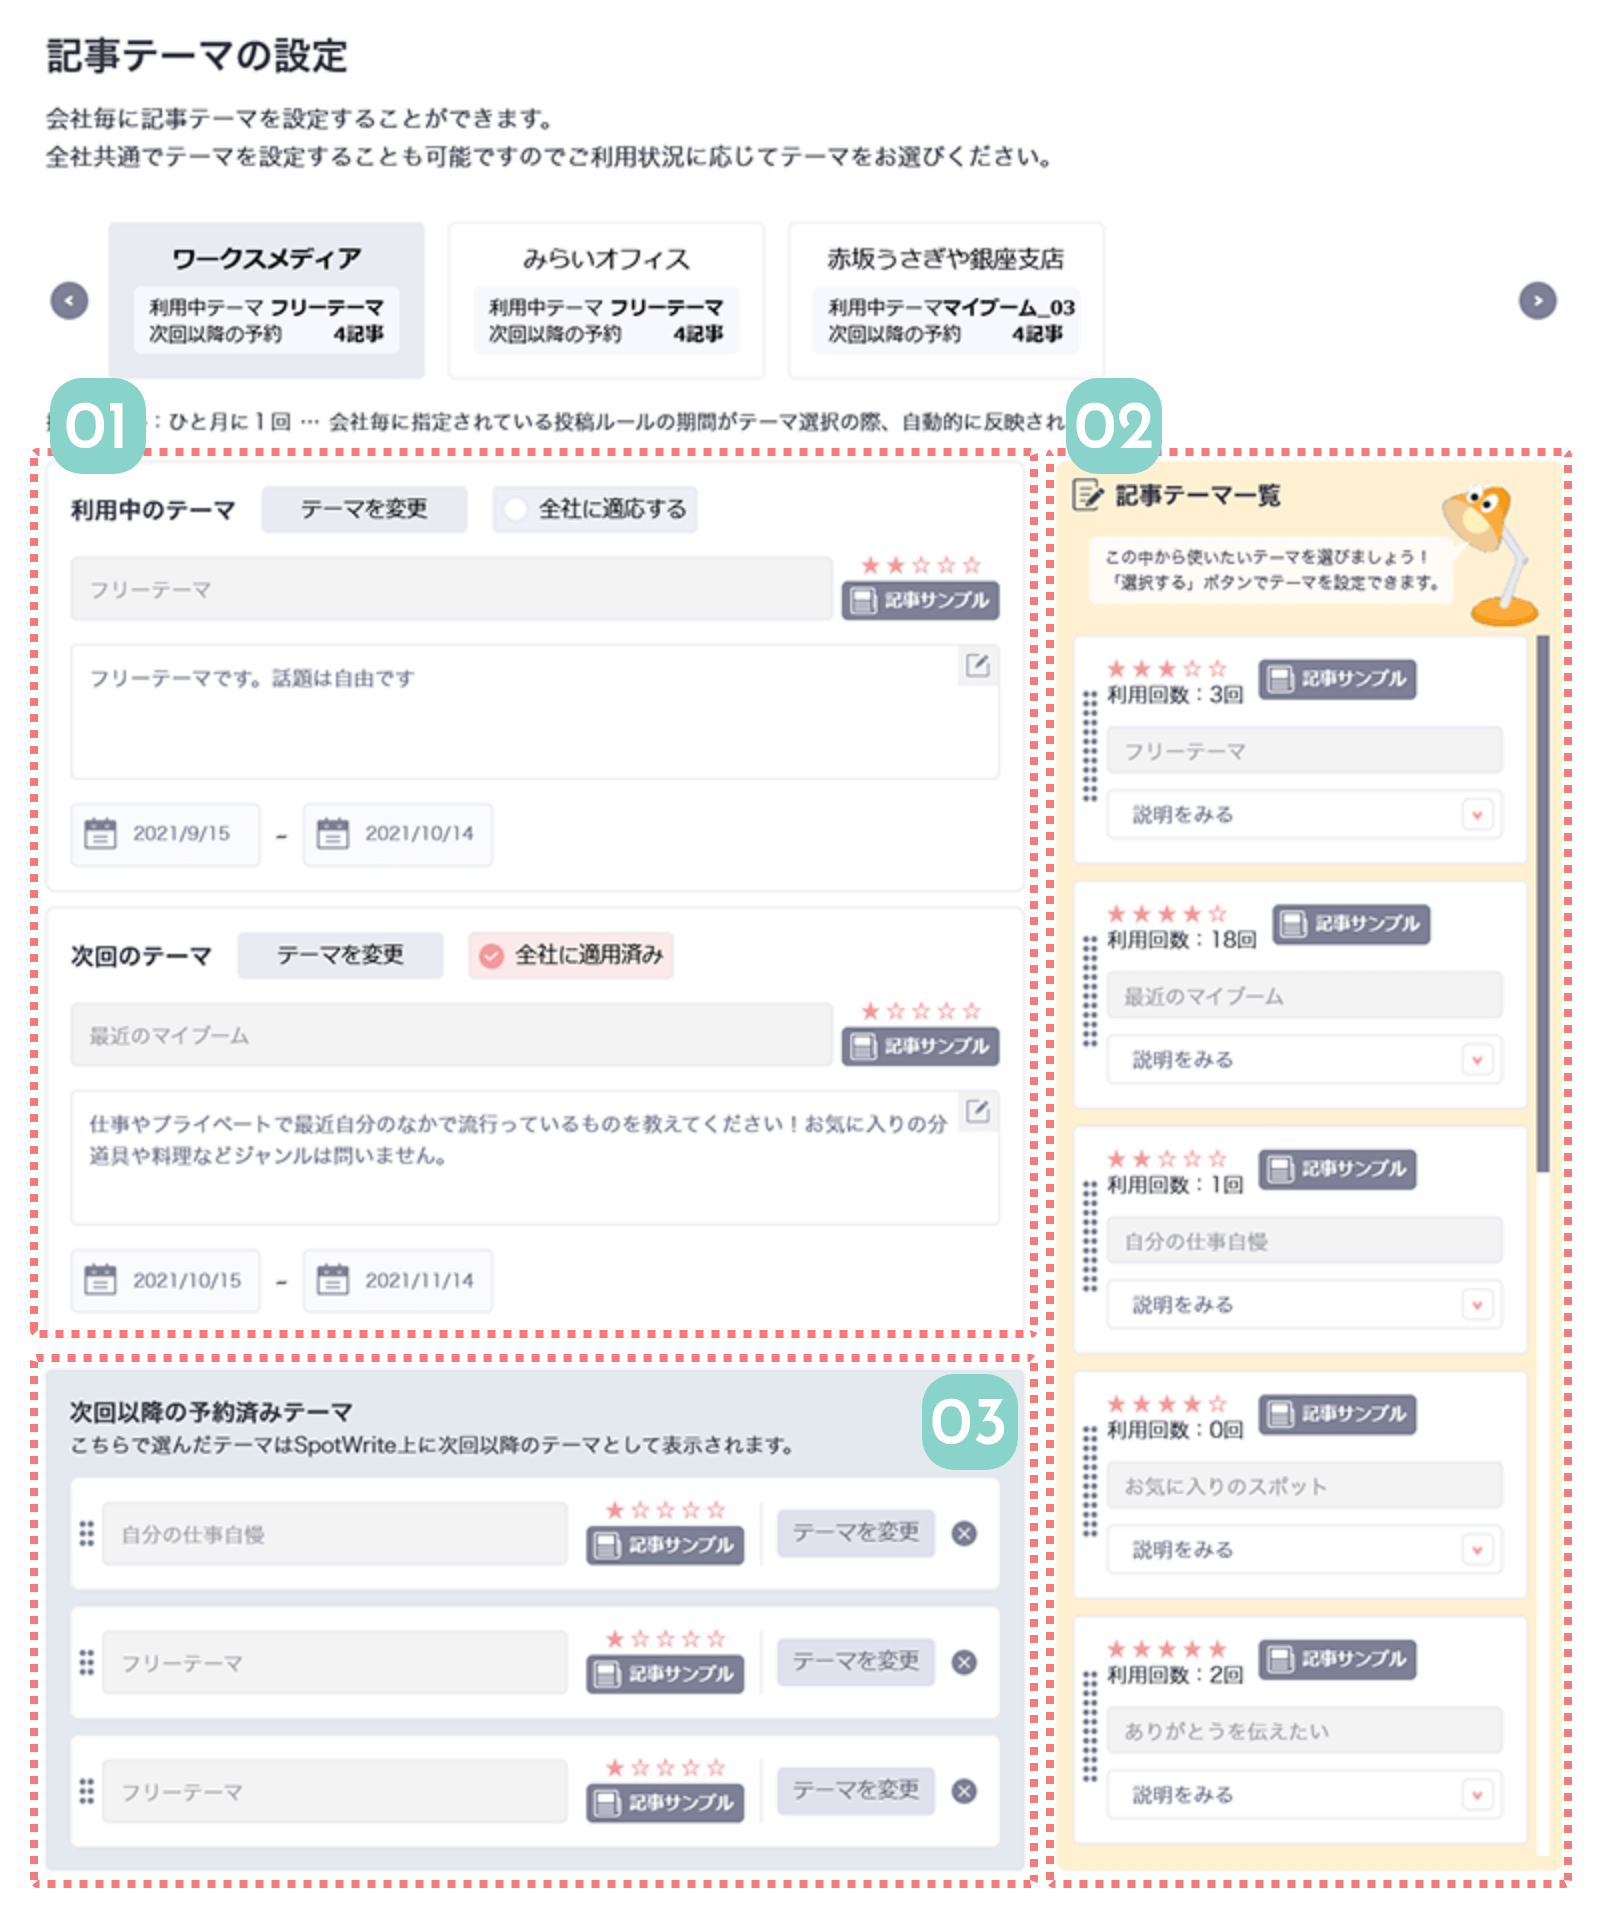 記事テーマの設定
会社毎に記事テーマを設定することができます。
全社共通でテーマを設定することも可能ですのでご利用状況に応じてテーマをお選びください。
ワークスメディア
利用中テーマ フリーテーマ
次回以降の予約 4記事
みらいオフィス
利用中テーマ フリーテーマ
次回以降の予約 4記事
赤坂うさぎや銀座支店
利用中テーママイブーム_03
次回以降の予約 4記事
01
：ひと月に1回 … 会社毎に指定されている投稿ルールの期間がテーマ選択の際、自動的に反映され
利用中のテーマ
テーマを変更
全社に適応する
フリーテーマ
★★☆☆☆
記事サンプル
フリーテーマです。話題は自由です
2021/9/15 ~ 2021/10/14
次回のテーマ
テーマを変更
全社に適用済み
最近のマイブーム
★☆☆☆☆
記事サンプル
仕事やプライベートで最近自分のなかで流行っているものを教えてください！お気に入りの分
道具や料理などジャンルは問いません。
2021/10/15 ~ 2021/11/14
02
記事テーマ一覧
この中から使いたいテーマを選びましょう！
「選択する」ボタンでテーマを設定できます。
★★★☆☆
利用回数：3回
記事サンプル
フリーテーマ
説明をみる
★★★★☆
利用回数：18回
記事サンプル
最近のマイブーム
説明をみる
★★☆☆☆
利用回数：1回
記事サンプル
自分の仕事自慢
説明をみる
★★★★☆
利用回数：0回
記事サンプル
お気に入りのスポット
説明をみる
★★★★★
利用回数：2回
記事サンプル
ありがとうを伝えたい
説明をみる
03
次回以降の予約済みテーマ
こちらで選んだテーマはSpotWrite上に次回以降のテーマとして表示されます。
自分の仕事自慢
★☆☆☆☆
記事サンプル
テーマを変更
フリーテーマ
★☆☆☆☆
記事サンプル
テーマを変更
フリーテーマ
★☆☆☆☆
記事サンプル
テーマを変更